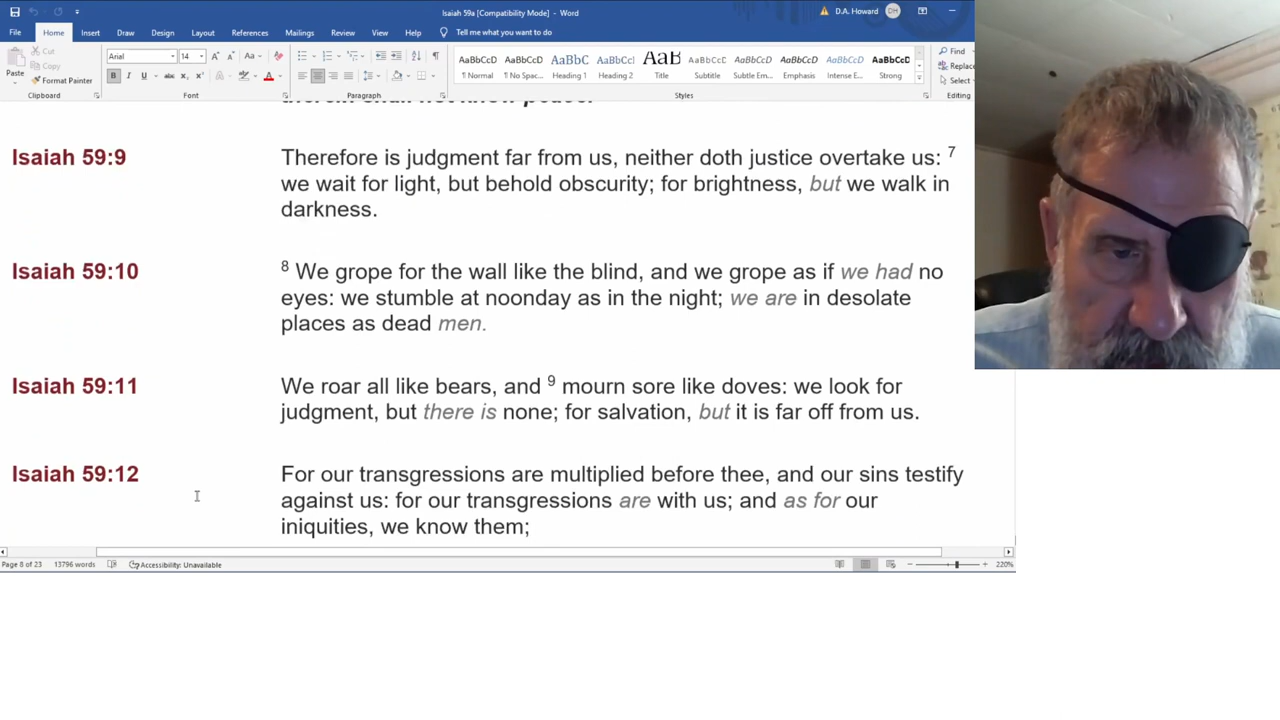 Isaiah 59a [Compatibility Mode] – Word
D.A. Howard
DH
File Home Insert Draw Design Layout References Mailings Review View Help Tell me what you want to do
Paste
Cut
Copy
Format Painter
Clipboard
Arial 14
Font
Paragraph
AaBbCcD AaBbCcD AaBbC AaBbCcl AaB AaBbCcD AaBbCcD AaBbCcD AaBbCcD AaBbCcD
¶ Normal ¶ No Spac... Heading 1 Heading 2 Title Subtitle Subtle Em... Emphasis Intense E... Strong
Styles
Find
Replace
Select
Editing
therein shall not know peace.
Isaiah 59:9 Therefore is judgment far from us, neither doth justice overtake us: 7
we wait for light, but behold obscurity; for brightness, but we walk in
darkness.
Isaiah 59:10 8 We grope for the wall like the blind, and we grope as if we had no
eyes: we stumble at noonday as in the night; we are in desolate
places as dead men.
Isaiah 59:11 We roar all like bears, and 9 mourn sore like doves: we look for
judgment, but there is none; for salvation, but it is far off from us.
Isaiah 59:12 For our transgressions are multiplied before thee, and our sins testify
against us: for our transgressions are with us; and as for our
iniquities, we know them;
Page 8 of 23 13796 words Accessibility: Unavailable 220%